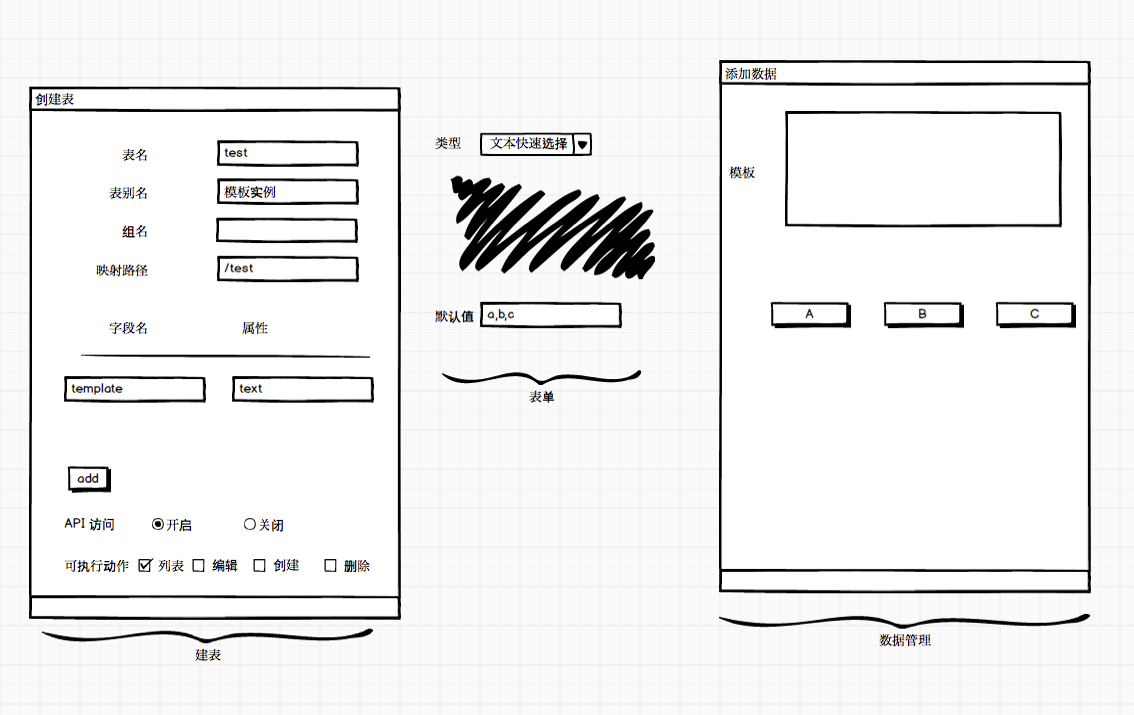 创建表
表名 test
表别名 模板实例
组名
映射路径 /test
字段名 属性
template text
add
API 访问 开启 关闭
可执行动作 列表 编辑 创建 删除
建表
类型 文本快速选择
默认值 a,b,c
表单
添加数据
模板
A B C
数据管理